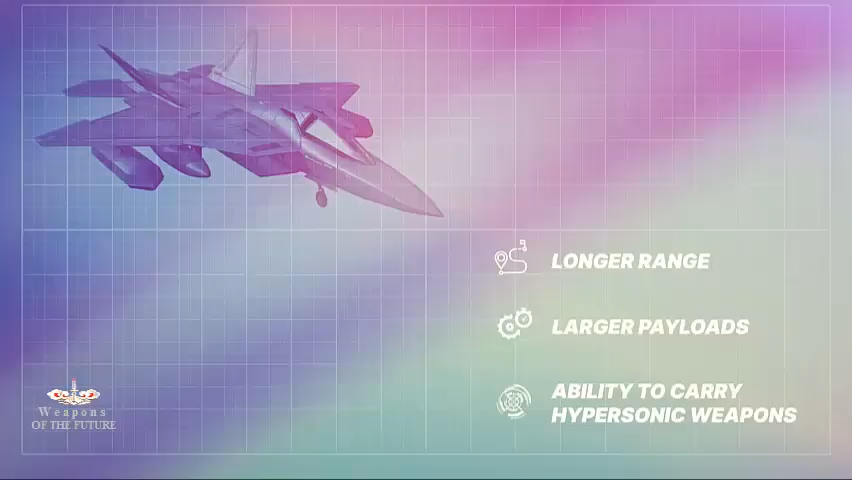 LONGER RANGE
LARGER PAYLOADS
ABILITY TO CARRY
HYPERSONIC WEAPONS
Weapons
OF THE FUTURE